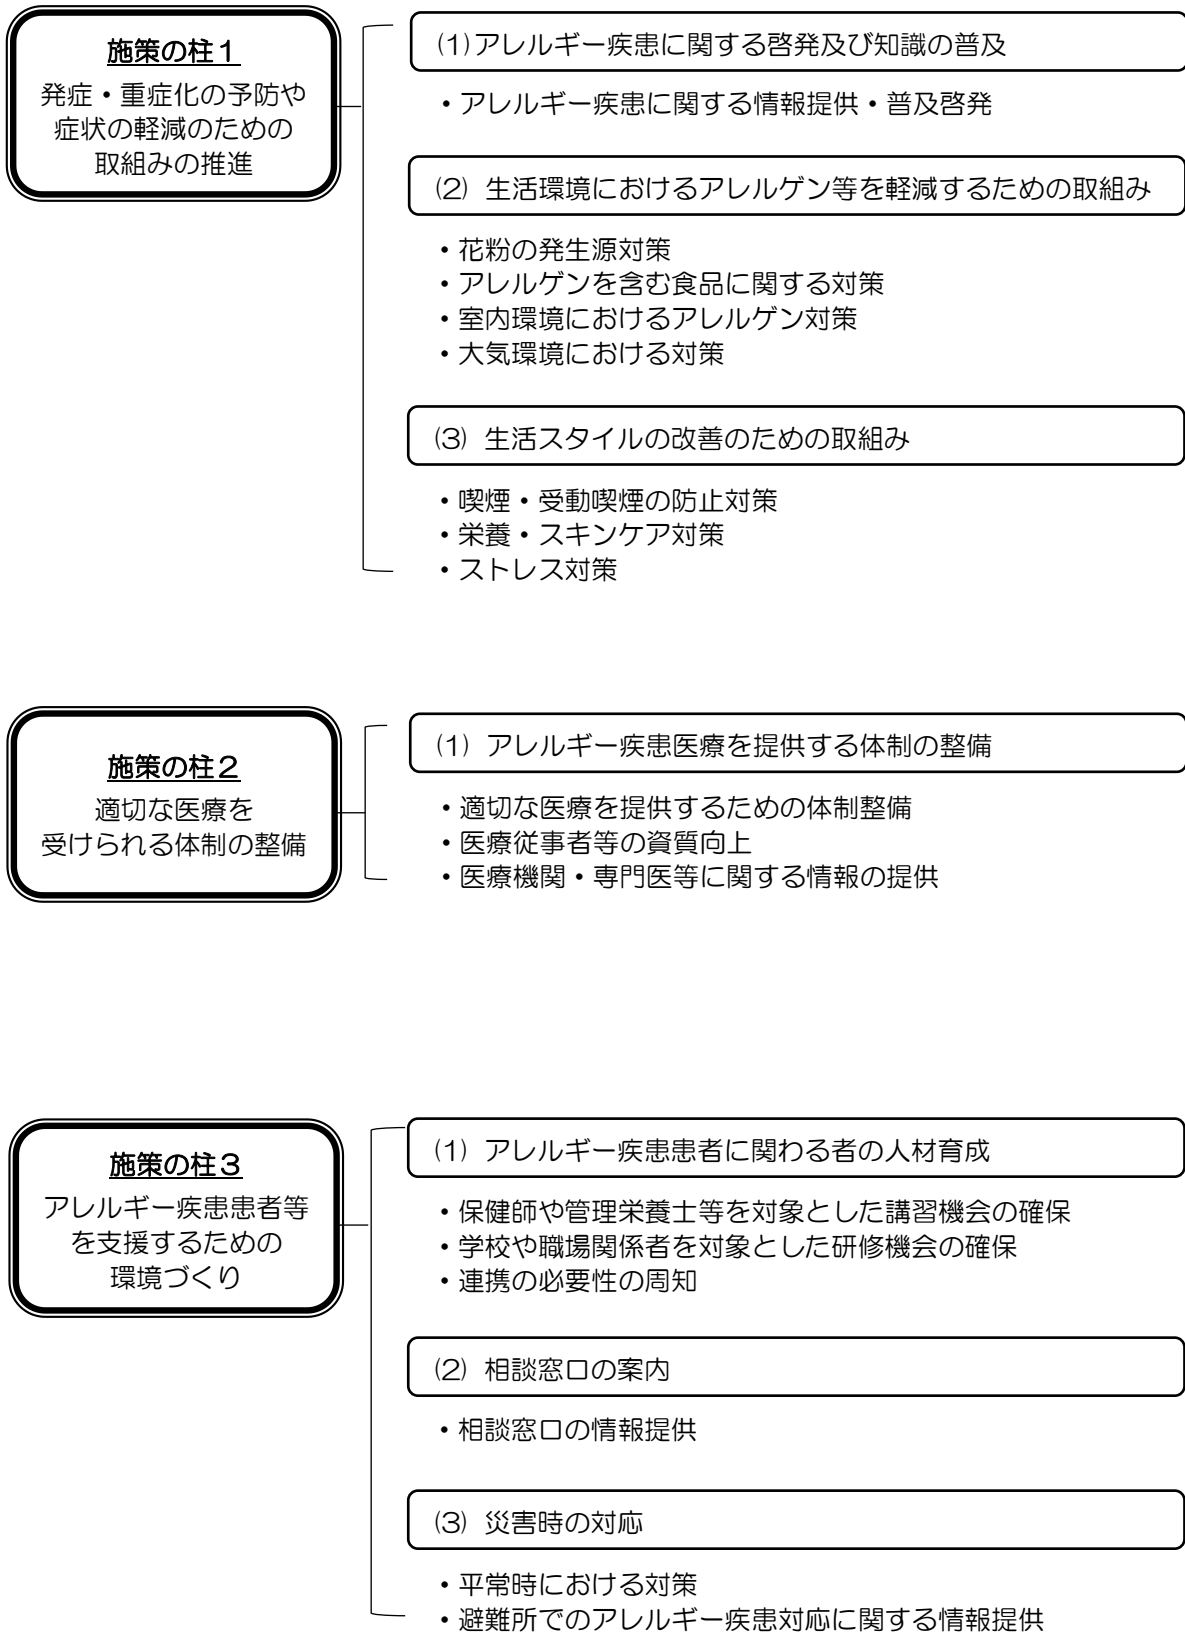 施策の柱1
発症・重症化の予防や
症状の軽減のための
取組みの推進
(1)アレルギー疾患に関する啓発及び知識の普及
・アレルギー疾患に関する情報提供・普及啓発
(2) 生活環境におけるアレルゲン等を軽減するための取組み
・花粉の発生源対策
・アレルゲンを含む食品に関する対策
・室内環境におけるアレルゲン対策
・大気環境における対策
(3) 生活スタイルの改善のための取組み
・喫煙・受動喫煙の防止対策
・栄養・スキンケア対策
・ストレス対策
施策の柱2
適切な医療を
受けられる体制の整備
(1) アレルギー疾患医療を提供する体制の整備
・適切な医療を提供するための体制整備
・医療従事者等の資質向上
・医療機関・専門医等に関する情報の提供
施策の柱3
アレルギー疾患患者等
を支援するための
環境づくり
(1) アレルギー疾患患者に関わる者の人材育成
・保健師や管理栄養士等を対象とした講習機会の確保
・学校や職場関係者を対象とした研修機会の確保
・連携の必要性の周知
(2) 相談窓口の案内
・相談窓口の情報提供
(3) 災害時の対応
・平常時における対策
・避難所でのアレルギー疾患対応に関する情報提供